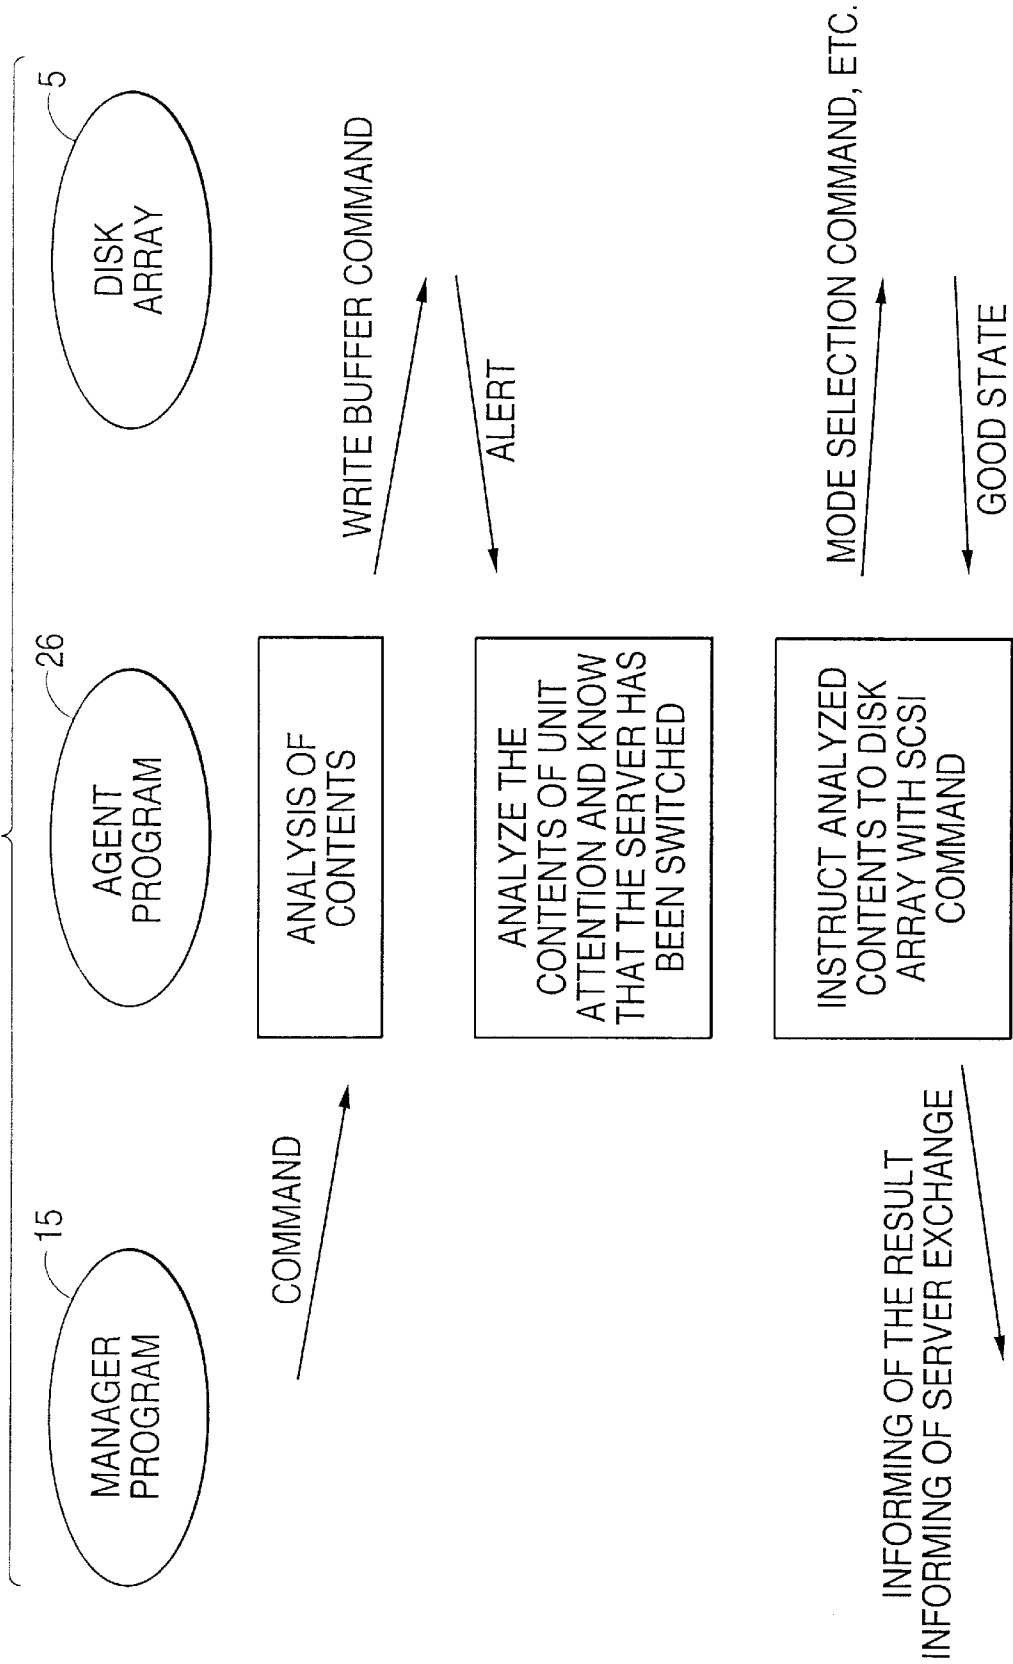 MANAGER
PROGRAM
15
AGENT
PROGRAM
26
DISK
ARRAY
5
COMMAND
ANALYSIS OF
CONTENTS
WRITE BUFFER COMMAND
ALERT
ANALYZE THE
CONTENTS OF UNIT
ATTENTION AND KNOW
THAT THE SERVER HAS
BEEN SWITCHED
INSTRUCT ANALYZED
CONTENTS TO DISK
ARRAY WITH SCSI
COMMAND
MODE SELECTION COMMAND, ETC.
GOOD STATE
INFORMING OF THE RESULT
INFORMING OF SERVER EXCHANGE